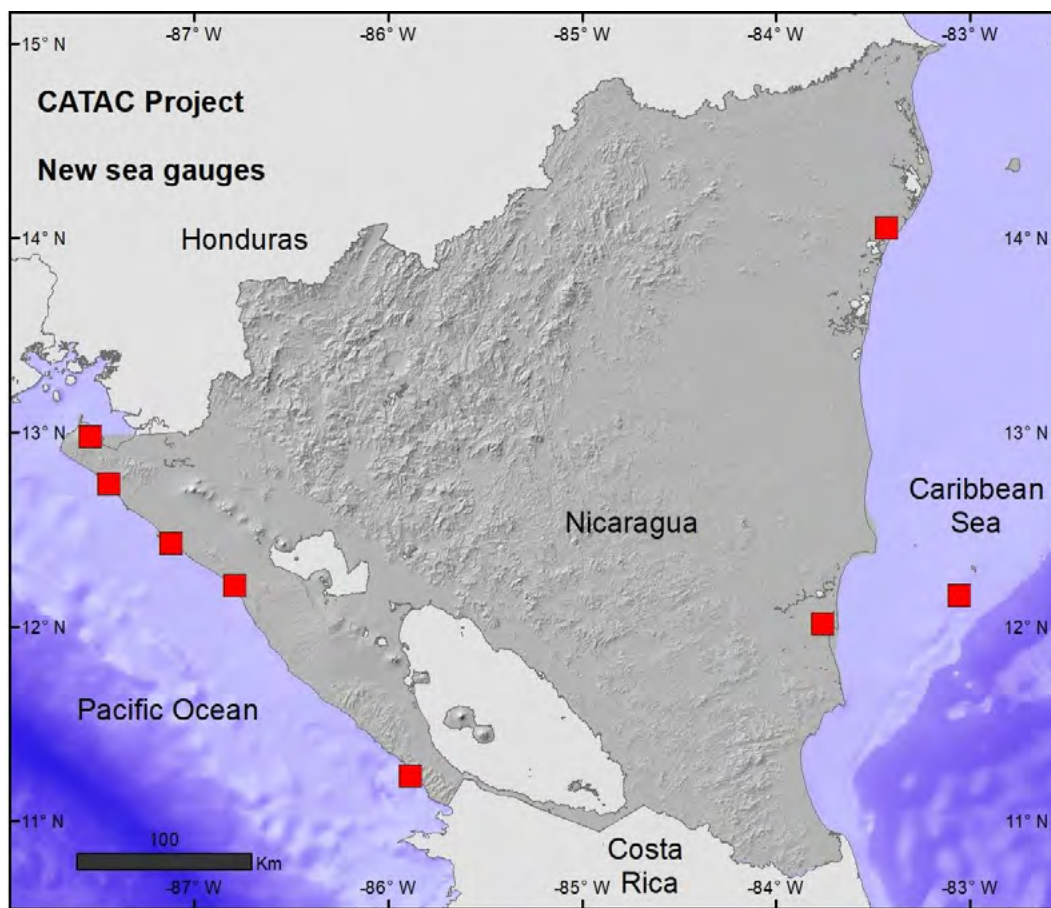 -87° W
-86° W
-85° W
-84° W
-83° W
15° N
15° N
CATAC Project
New sea gauges
Honduras
14° N
14° N
13° N
13° N
Caribbean
Sea
Nicaragua
12° N
12° N
Pacific Ocean
11° N
11° N
100
Km
Costa
Rica
-87° W
-86° W
-85° W
-84° W
-83° W